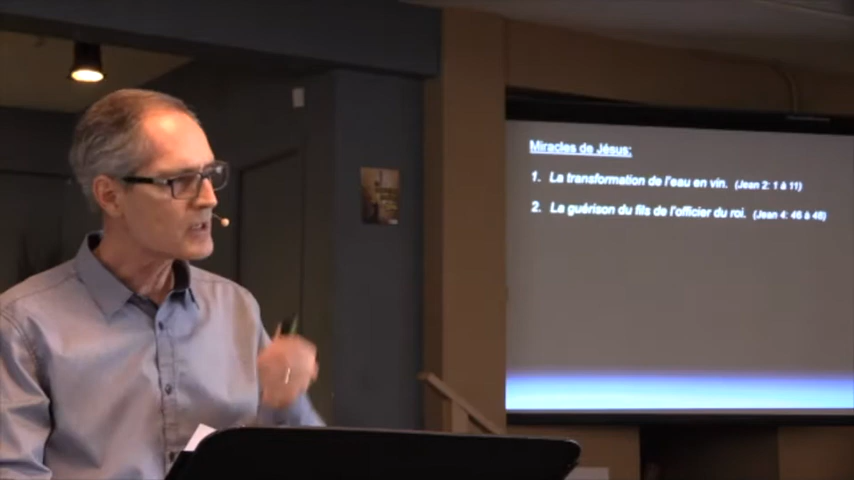 Miracles de Jésus:
1. La transformation de l'eau en vin. (Jean 2: 1 à 11)
2. La guérison du fils de l'officier du roi. (Jean 4: 46 à 48)